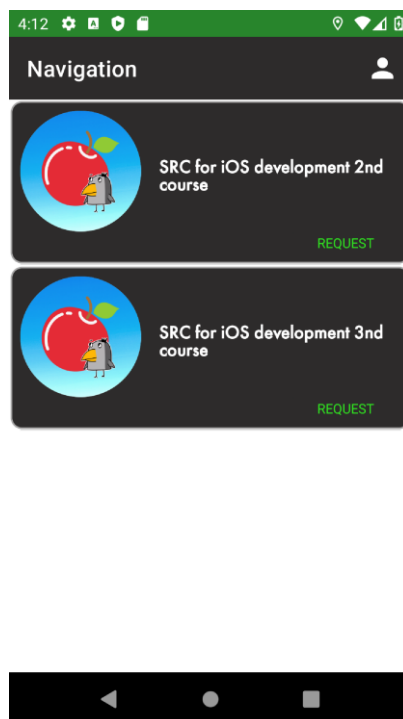 4:12
Navigation
SRC for iOS development 2nd
course
REQUEST
SRC for iOS development 3nd
course
REQUEST